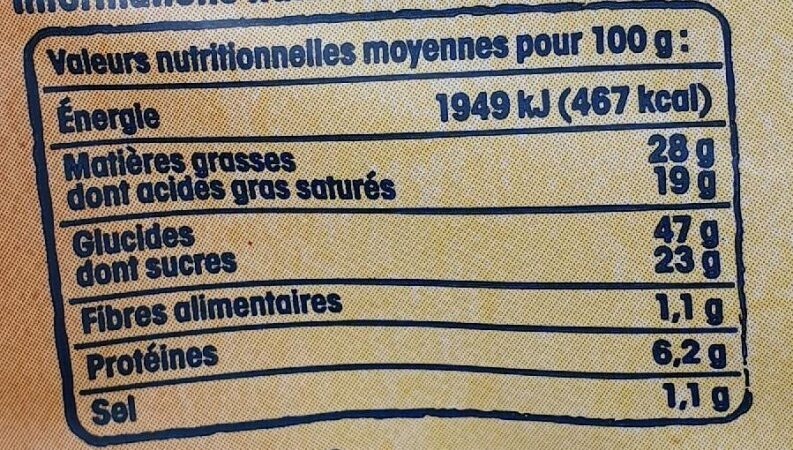 Valeurs nutritionnelles moyennes pour 100 g :
Énergie 1949 kJ (467 kcal)
Matières grasses 28 g
dont acides gras saturés 19 g
Glucides 47 g
dont sucres 23 g
Fibres alimentaires 1,1 g
Protéines 6,2 g
Sel 1,1 g